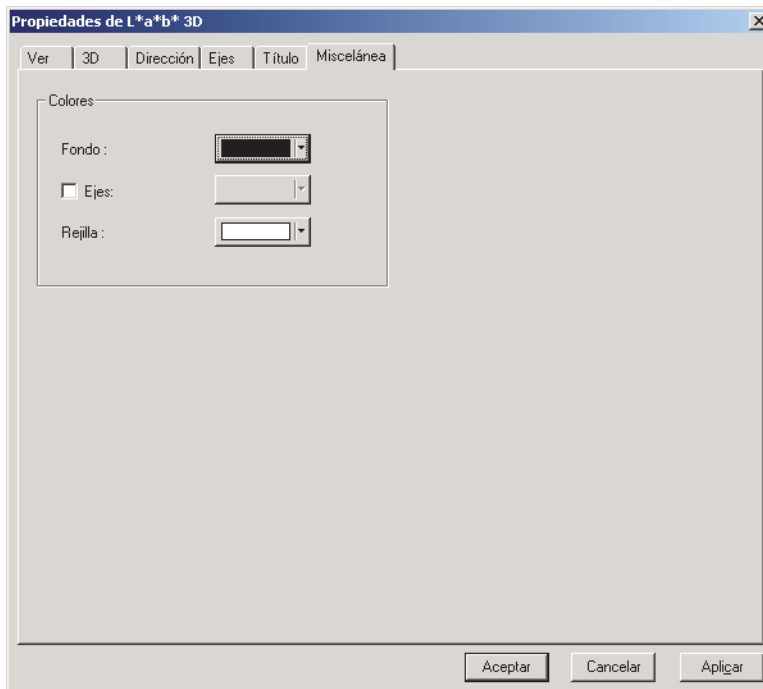 Propiedades de L*a*b* 3D
Ver 3D Dirección Ejes Título Miscelánea
Colores
Fondo :
Ejes:
Rejilla :
Aceptar Cancelar Aplicar